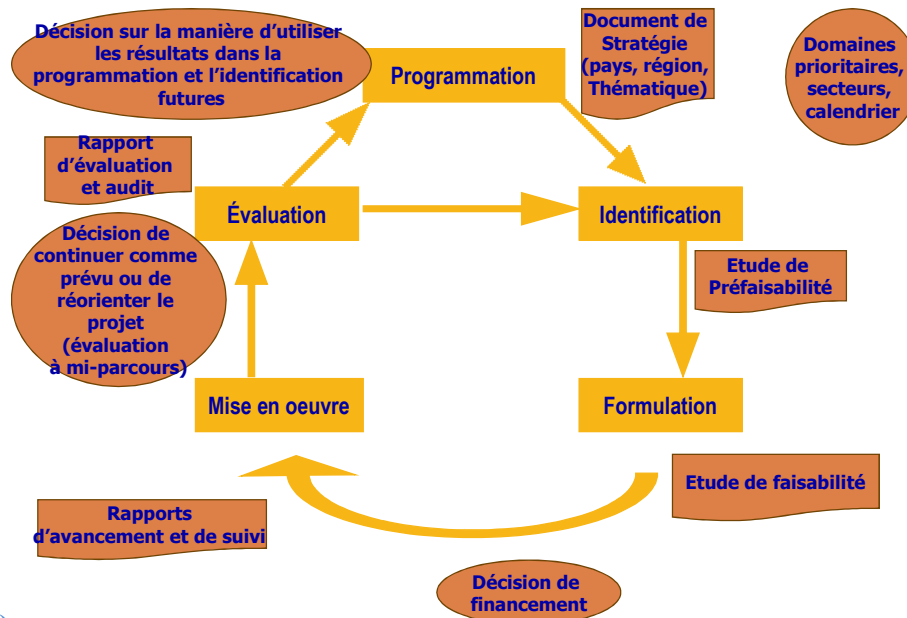 Décision sur la manière d'utiliser
les résultats dans la
programmation et l'identification
futures
Programmation
Document de
Stratégie
(pays, région,
Thématique)
Domaines
prioritaires,
secteurs,
calendrier
Rapport
d'évaluation
et audit
Évaluation
Identification
Décision de
continuer comme
prévu ou de
réorienter le
projet
(évaluation
à mi-parcours)
Etude de
Préfaisabilité
Mise en oeuvre
Formulation
Etude de faisabilité
Rapports
d'avancement et de suivi
Décision de
financement